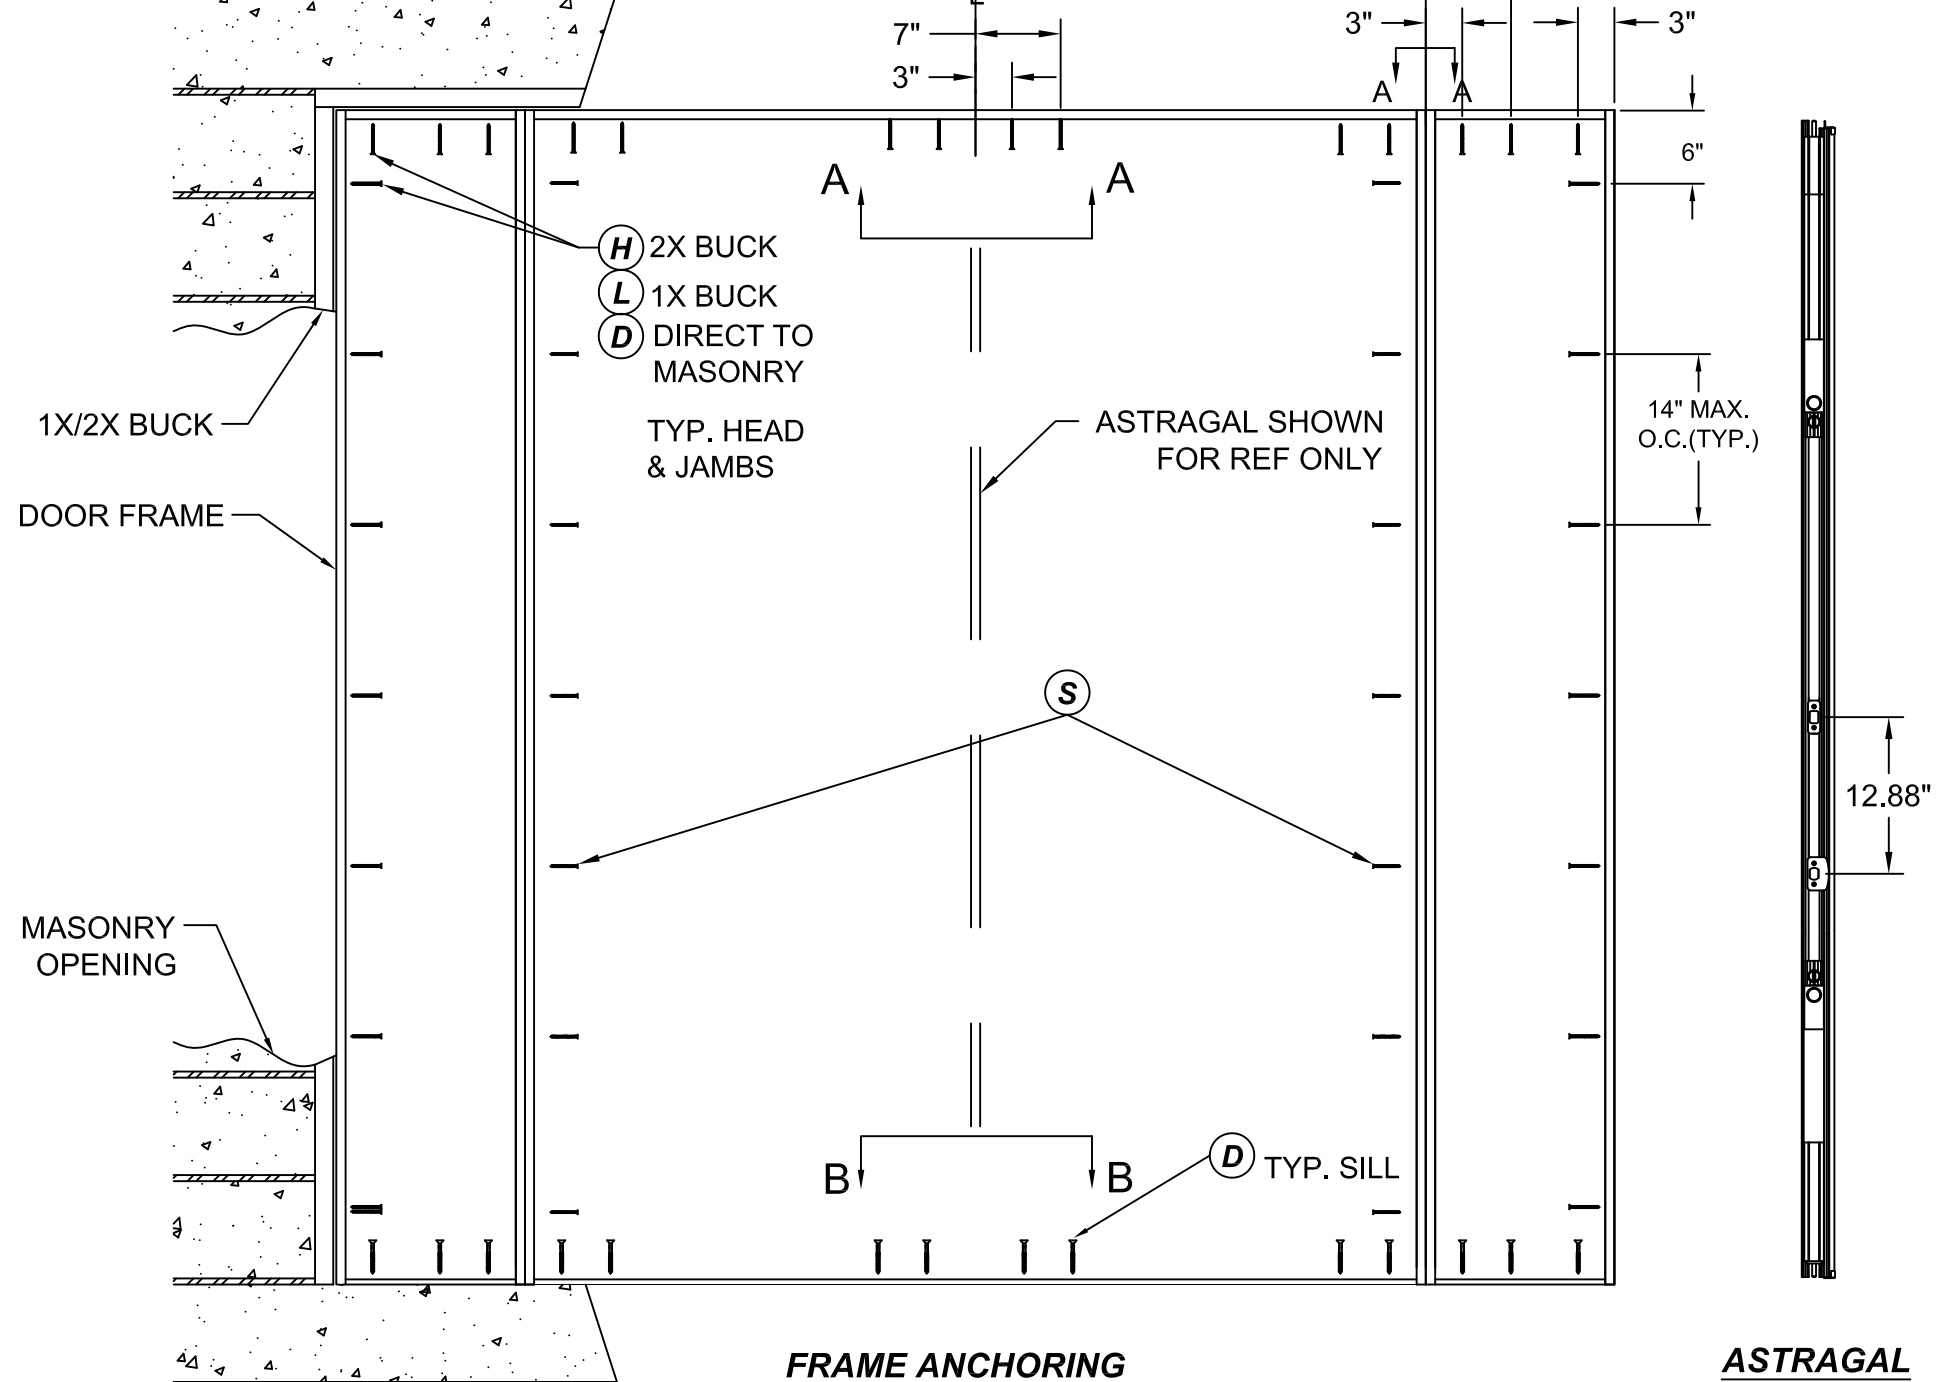 7"
3"
3"
3"
A
A
6"
A
A
H 2X BUCK
L 1X BUCK
D DIRECT TO
MASONRY
TYP. HEAD
& JAMBS
1X/2X BUCK
ASTRAGAL SHOWN
FOR REF ONLY
14" MAX.
O.C.(TYP.)
DOOR FRAME
S
12.88"
MASONRY
OPENING
B
B
D TYP. SILL
FRAME ANCHORING
ASTRAGAL